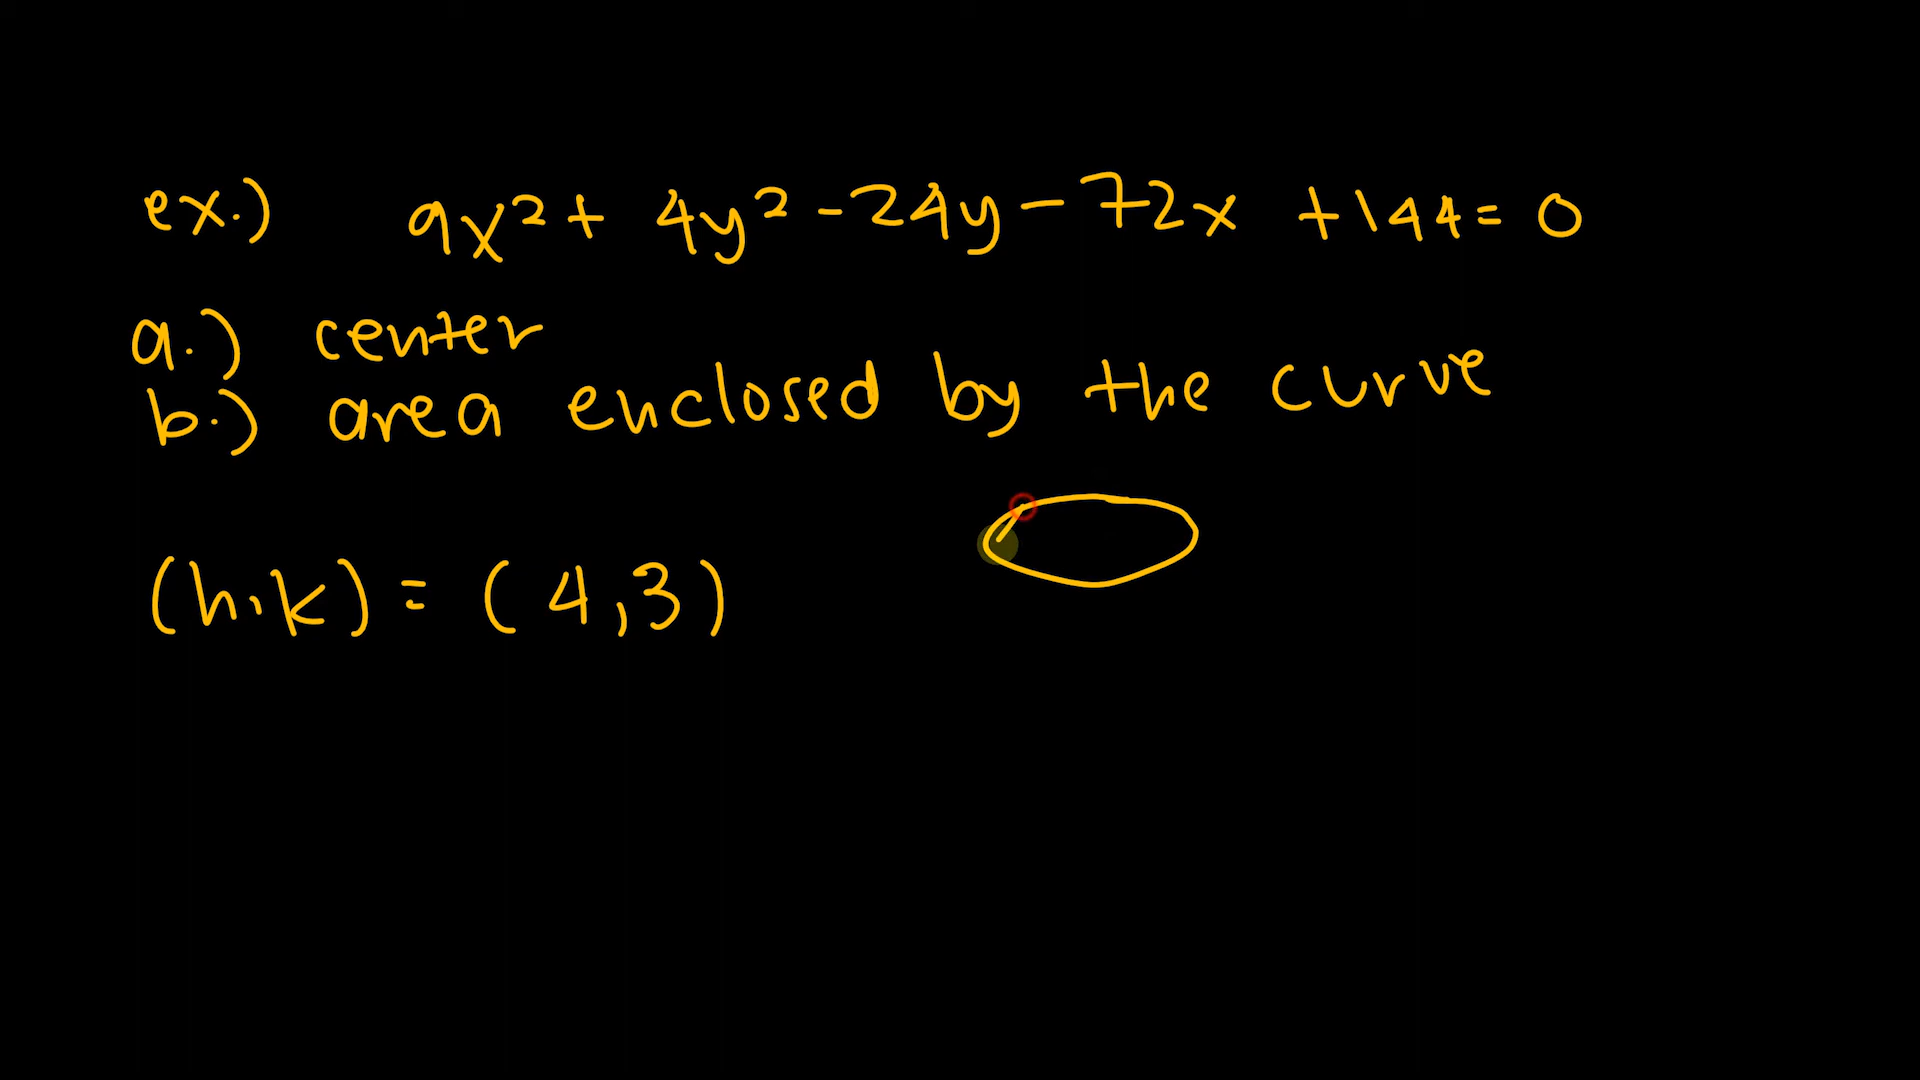 ex.) 9x² + 4y² - 24y - 72x + 144 = 0
a.) center
b.) area enclosed by the curve
(h,k) = (4,3)